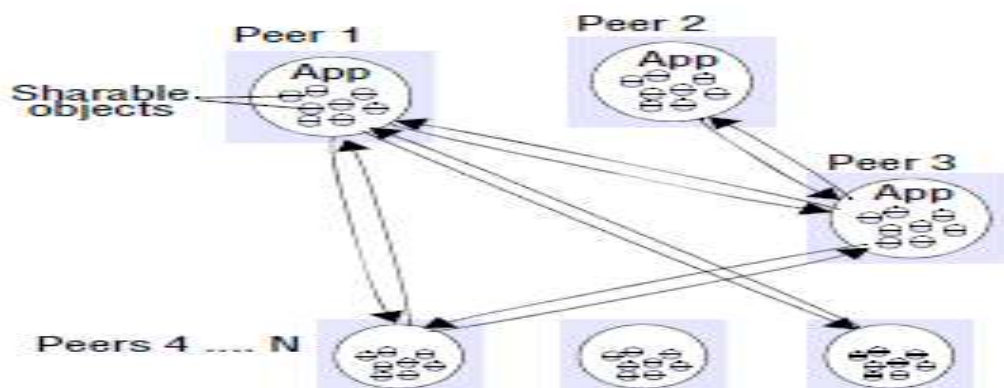 Peer 1
Peer 2
App
App
Sharable
objects
Peer 3
App
Peers 4 .... N